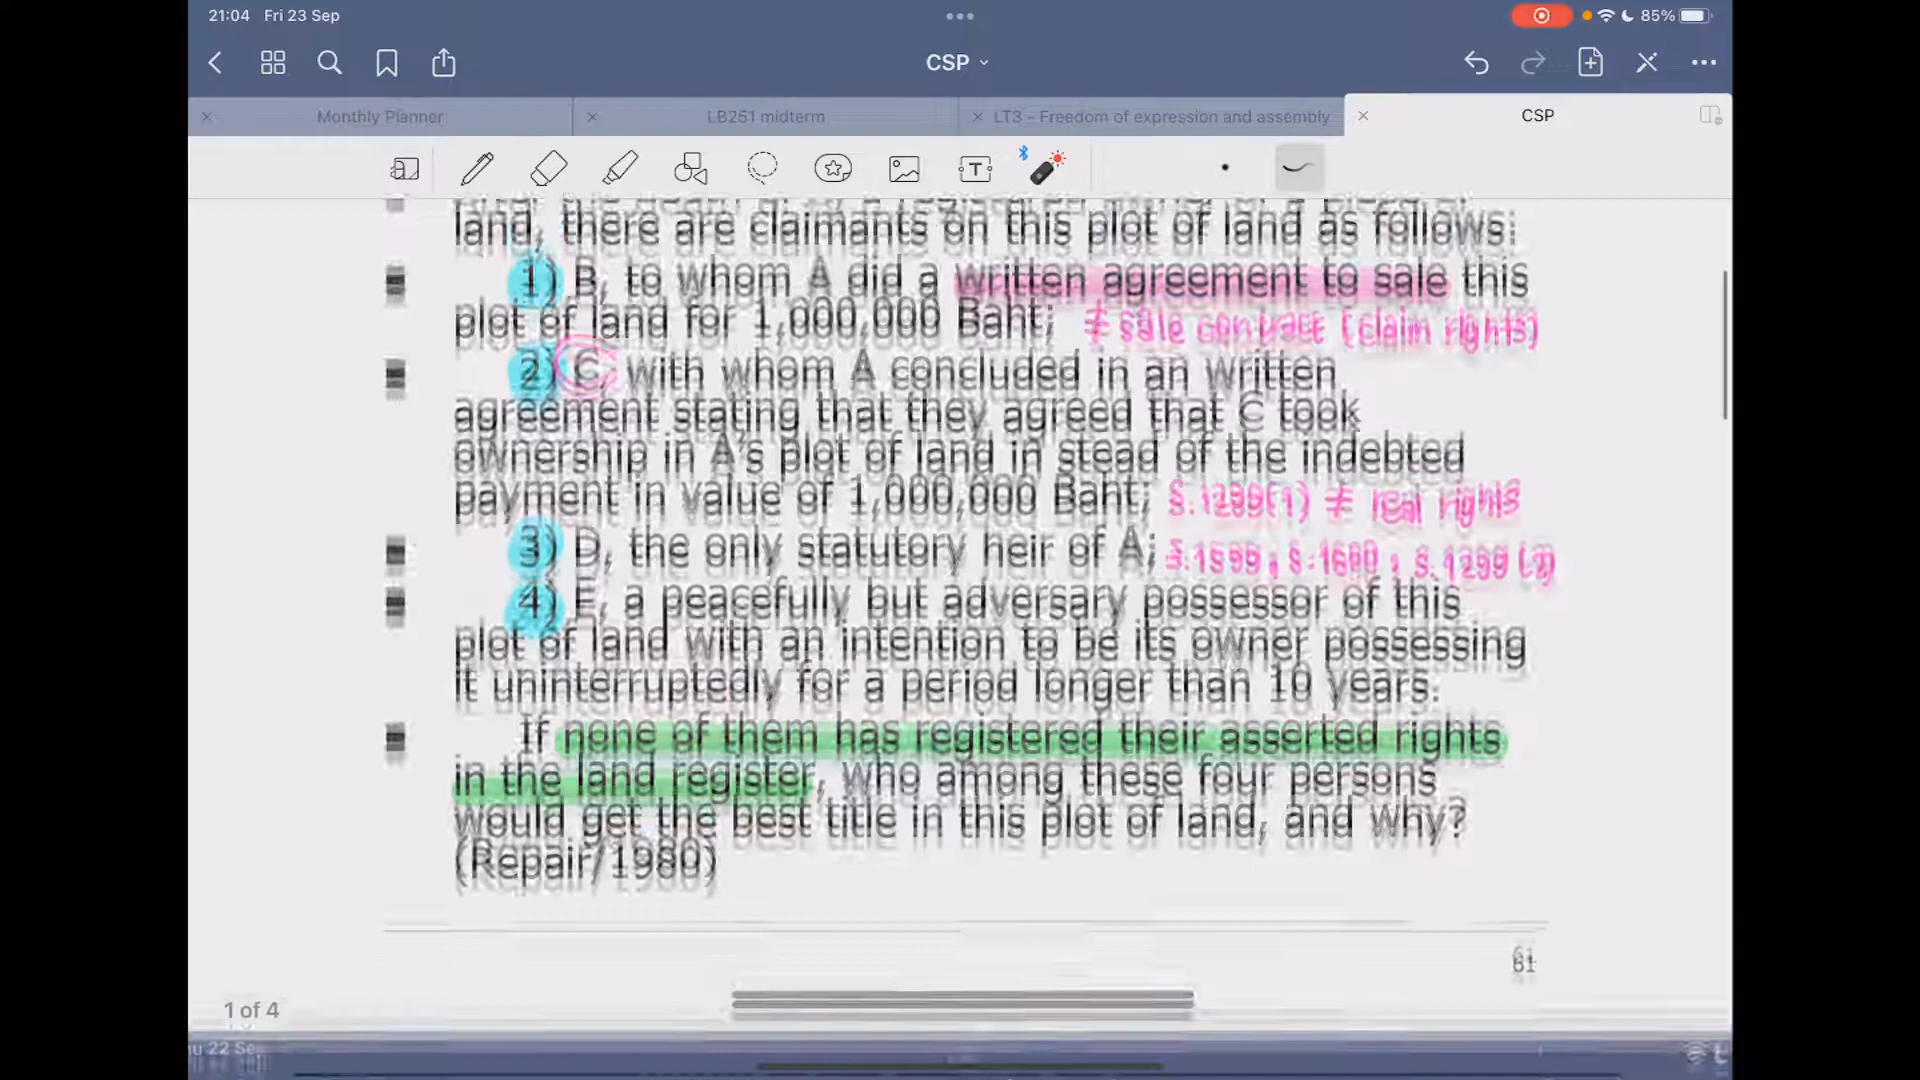 21:04 Fri 23 Sep
85%
CSP
Monthly Planner
LB251 midterm
LT3 - Freedom of expression and assembly
CSP
land, there are claimants on this plot of land as follows:
1) B, to whom A did a written agreement to sale this
plot of land for 1,000,000 Baht; ≠ sale contract (claim rights)
2) C, with whom A concluded in an written
agreement stating that they agreed that C took
ownership in A's plot of land in stead of the indebted
payment in value of 1,000,000 Baht; S.1299(1) ≠ real rights
3) D, the only statutory heir of A; S.1599, S.1600, S.1299 (2)
4) E, a peacefully but adversary possessor of this
plot of land with an intention to be its owner possessing
it uninterruptedly for a period longer than 10 years.
If none of them has registered their asserted rights
in the land register, who among these four persons
would get the best title in this plot of land, and why?
(Repair/1980)
61
1 of 4
22 Se